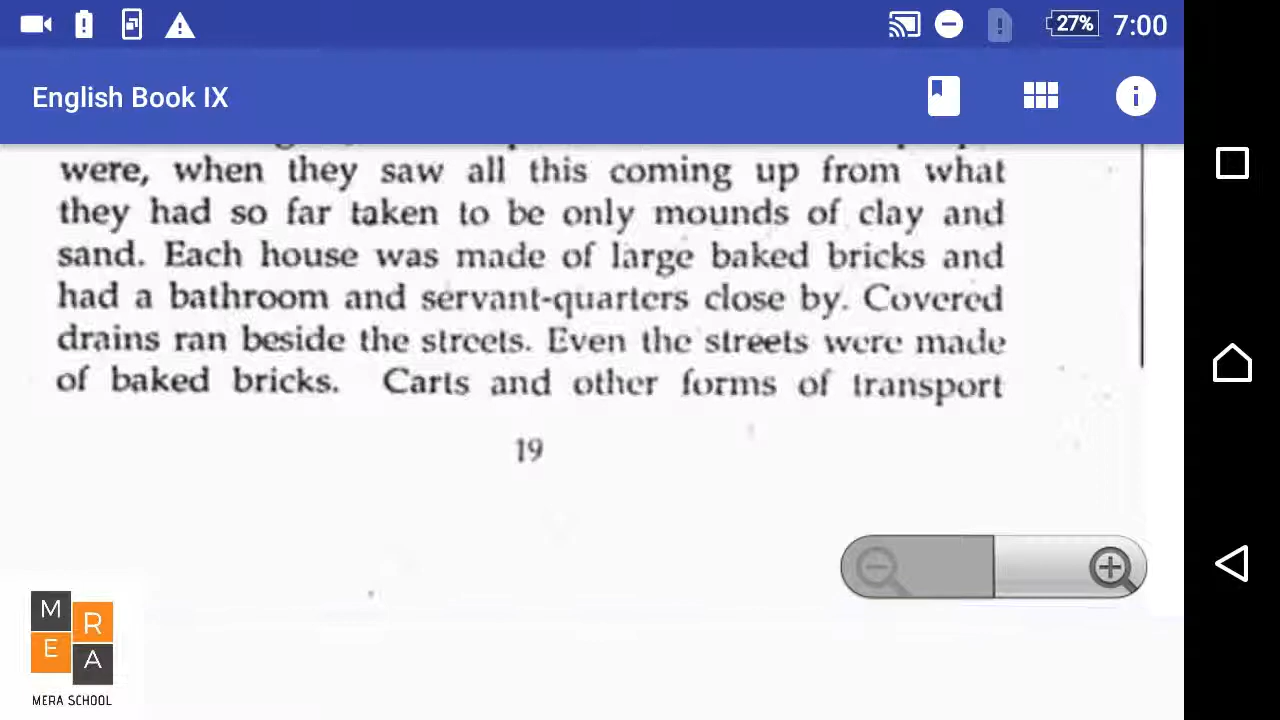 27% 7:00
English Book IX
were, when they saw all this coming up from what
they had so far taken to be only mounds of clay and
sand. Each house was made of large baked bricks and
had a bathroom and servant-quarters close by. Covered
drains ran beside the streets. Even the streets were made
of baked bricks. Carts and other forms of transport
19
M R
E A
MERA SCHOOL